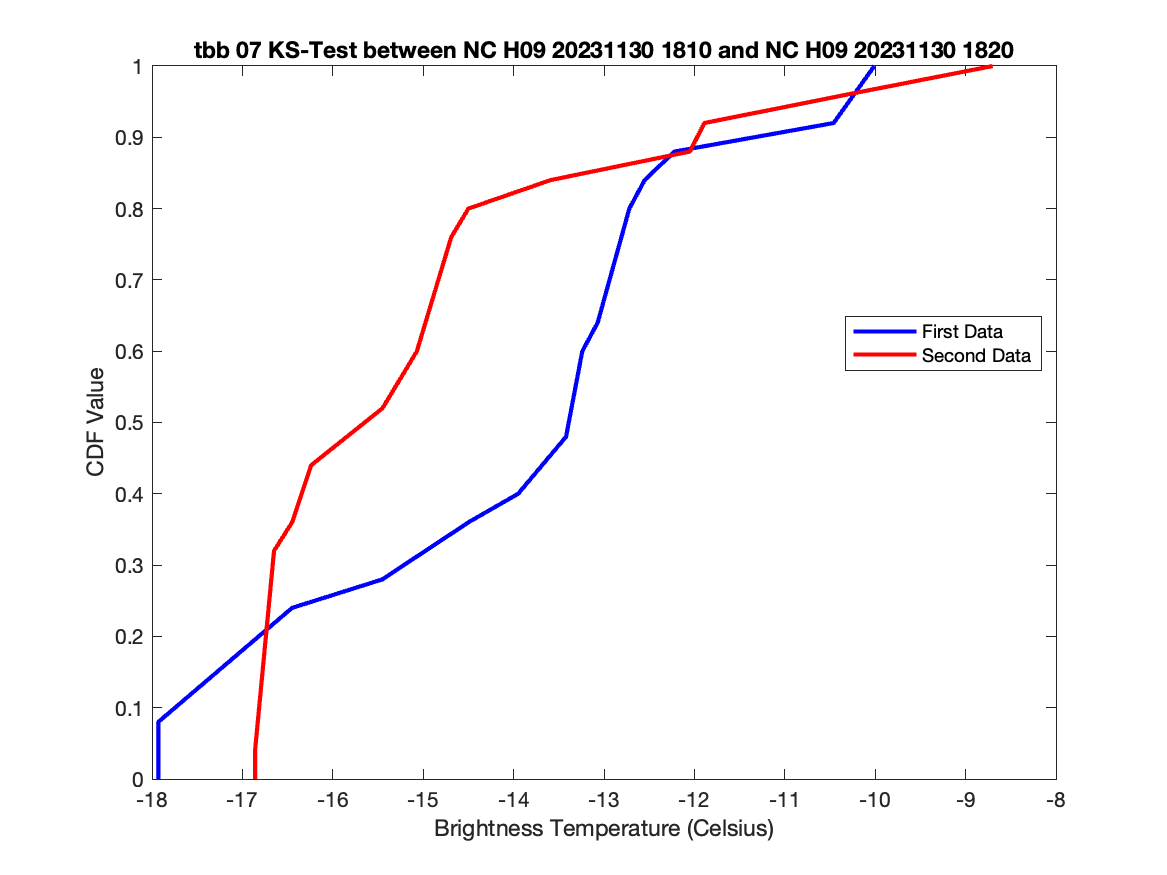 tbb 07 KS-Test between NC H09 20231130 1810 and NC H09 20231130 1820
1
0.9
0.8
0.7
0.6
0.5
0.4
0.3
0.2
0.1
0
CDF Value
First Data
Second Data
-18 -17 -16 -15 -14 -13 -12 -11 -10 -9 -8
Brightness Temperature (Celsius)